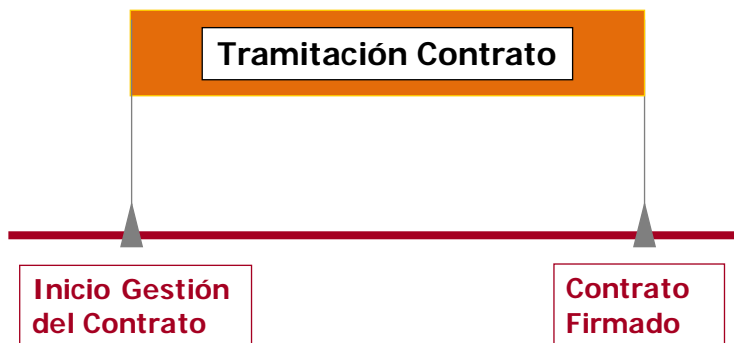 Tramitación Contrato
Inicio Gestión
del Contrato
Contrato
Firmado